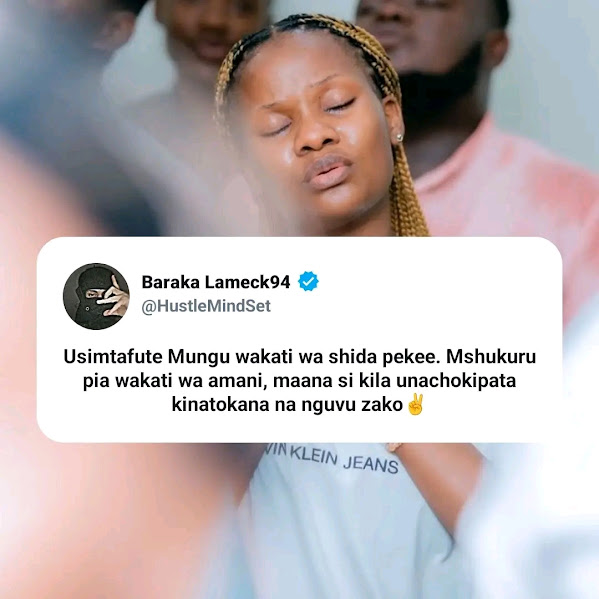 Baraka Lameck94
@HustleMindSet
Usimtafute Mungu wakati wa shida pekee. Mshukuru
pia wakati wa amani, maana si kila unachokipata
kinatokana na nguvu zako✌️
VIN KLEIN JEANS